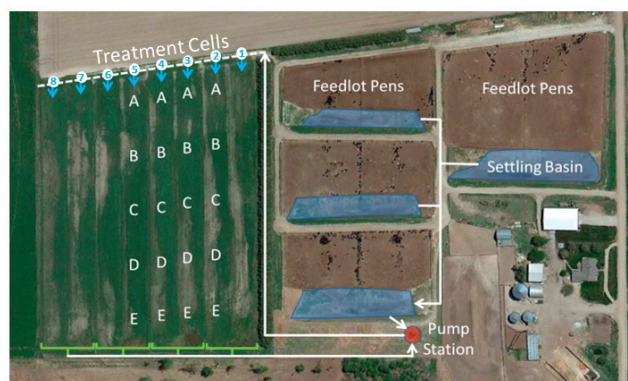 Treatment Cells
8 7 6 5 4 3 2 1
A A A A
B B B B
C C C C
D D D D
E E E E
Feedlot Pens
Feedlot Pens
Settling Basin
Pump
Station